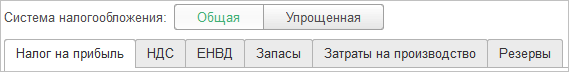 Система налогообложения: Общая Упрощенная
Налог на прибыль НДС ЕНВД Запасы Затраты на производство Резервы